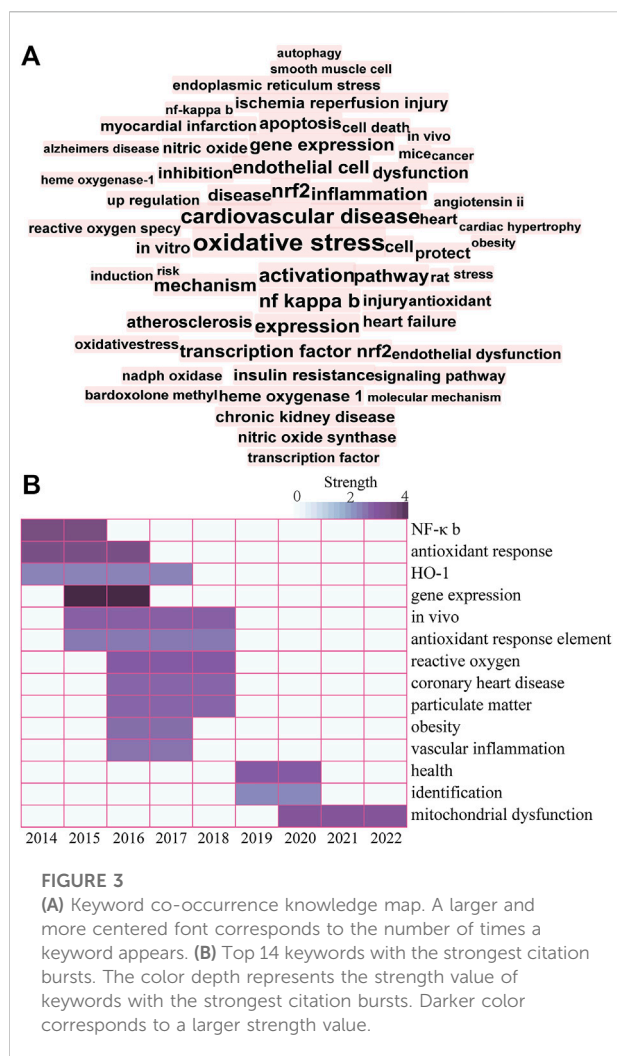 A
autophagy
smooth muscle cell
endoplasmic reticulum stress
nf-kappa b ischemia reperfusion injury
myocardial infarction apoptosis cell death in vivo
alzheimers disease nitric oxide gene expression mice cancer
heme oxygenase-1 inhibition endothelial cell dysfunction
up regulation disease nrf2 inflammation angiotensin ii
reactive oxygen specy cardiovascular disease heart cardiac hypertrophy
in vitro oxidative stress cell protect obesity
induction risk mechanism activation pathway rat stress
nf kappa b injury antioxidant
atherosclerosis expression heart failure
oxidativestress transcription factor nrf2 endothelial dysfunction
nadph oxidase insulin resistance signaling pathway
bardoxolone methyl heme oxygenase 1 molecular mechanism
chronic kidney disease
nitric oxide synthase
transcription factor
B
Strength
0 2 4
NF-κ b
antioxidant response
HO-1
gene expression
in vivo
antioxidant response element
reactive oxygen
coronary heart disease
particulate matter
obesity
vascular inflammation
health
identification
mitochondrial dysfunction
2014 2015 2016 2017 2018 2019 2020 2021 2022
FIGURE 3
(A) Keyword co-occurrence knowledge map. A larger and
more centered font corresponds to the number of times a
keyword appears. (B) Top 14 keywords with the strongest citation
bursts. The color depth represents the strength value of
keywords with the strongest citation bursts. Darker color
corresponds to a larger strength value.